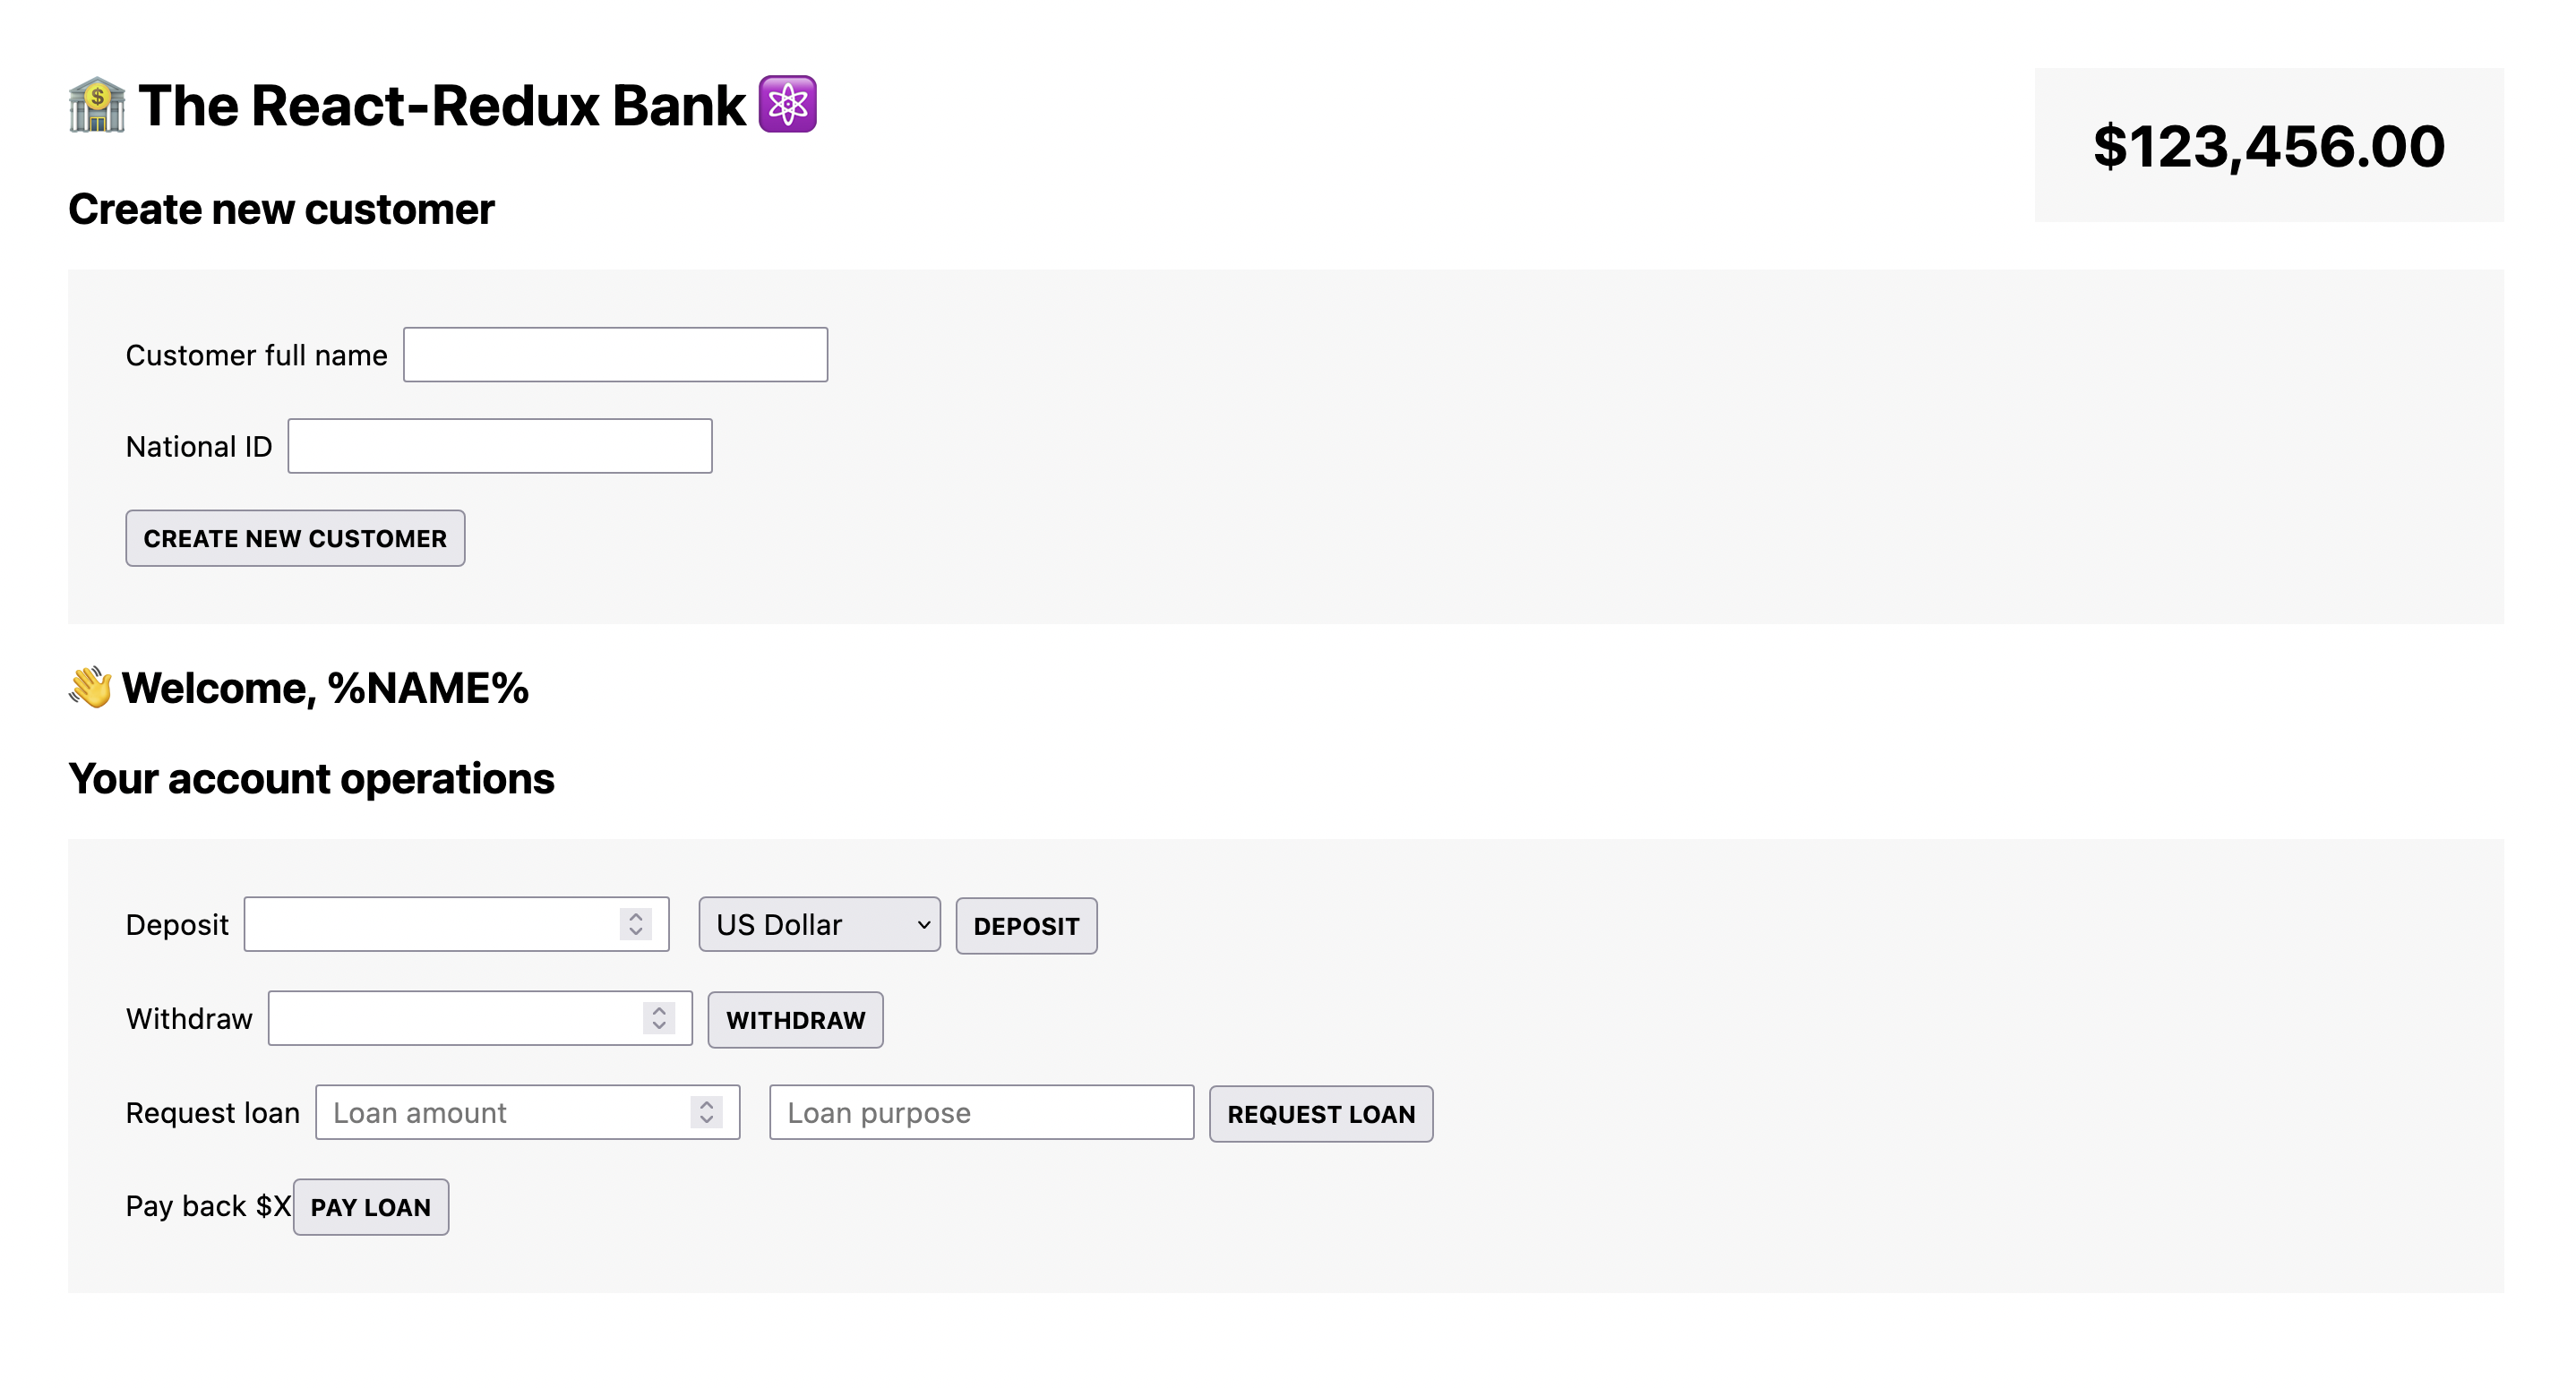 🏦 The React-Redux Bank ⚛️
$123,456.00
Create new customer
Customer full name
National ID
CREATE NEW CUSTOMER
👋 Welcome, %NAME%
Your account operations
Deposit US Dollar DEPOSIT
Withdraw WITHDRAW
Request loan Loan amount Loan purpose REQUEST LOAN
Pay back $X PAY LOAN